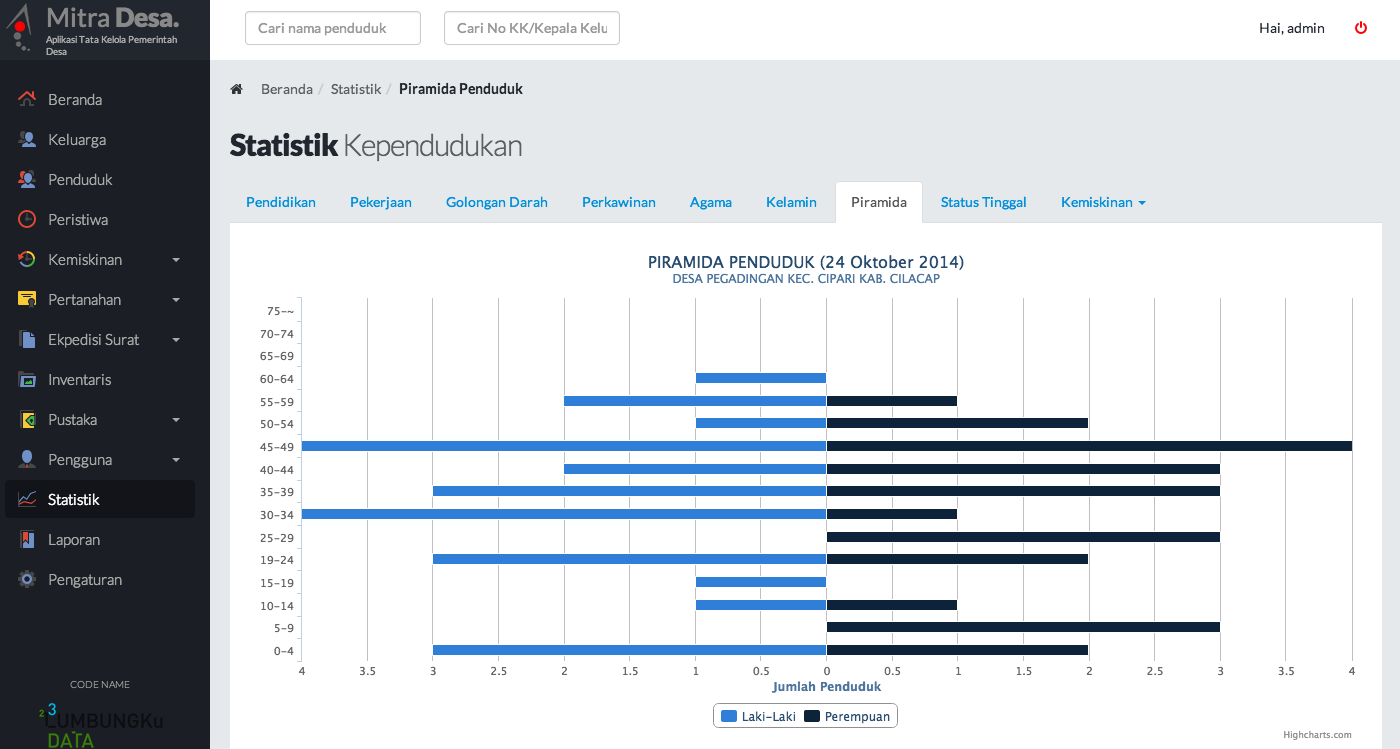 Mitra Desa.
Aplikasi Tata Kelola Pemerintah
Desa
Cari nama penduduk
Cari No KK/Kepala Kelu
Hai, admin
Beranda
Keluarga
Penduduk
Peristiwa
Kemiskinan
Pertanahan
Ekpedisi Surat
Inventaris
Pustaka
Pengguna
Statistik
Laporan
Pengaturan
CODE NAME
2 3
LUMBUNGKu
DATA
Beranda / Statistik / Piramida Penduduk
Statistik Kependudukan
Pendidikan Pekerjaan Golongan Darah Perkawinan Agama Kelamin Piramida Status Tinggal Kemiskinan
PIRAMIDA PENDUDUK (24 Oktober 2014)
DESA PEGADINGAN KEC. CIPARI KAB. CILACAP
75-~
70-74
65-69
60-64
55-59
50-54
45-49
40-44
35-39
30-34
25-29
19-24
15-19
10-14
5-9
0-4
4 3.5 3 2.5 2 1.5 1 0.5 0 0.5 1 1.5 2 2.5 3 3.5 4
Jumlah Penduduk
Laki-Laki Perempuan
Highcharts.com